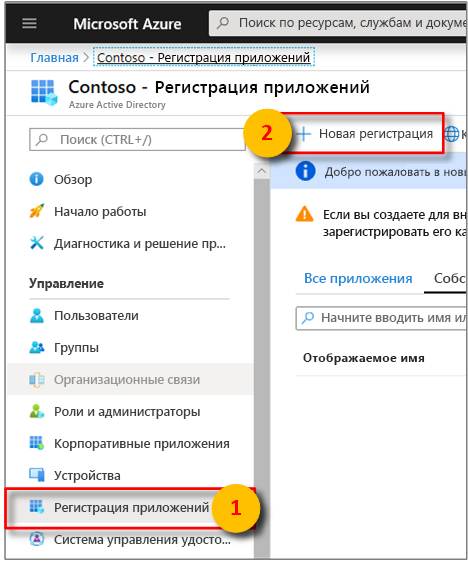 Microsoft Azure
Поиск по ресурсам, службам и докуме
Главная > Contoso - Регистрация приложений
Contoso - Регистрация приложений
Azure Active Directory
Поиск (CTRL+/)
Обзор
Начало работы
Диагностика и решение пр...
Управление
Пользователи
Группы
Организационные связи
Роли и администраторы
Корпоративные приложения
Устройства
Регистрация приложений
1
Система управления удосто...
2
Новая регистрация
К
Добро пожаловать в новы
Если вы создаете для вн
зарегистрировать его ка
Все приложения
Собс
Начните вводить имя ил
Отображаемое имя